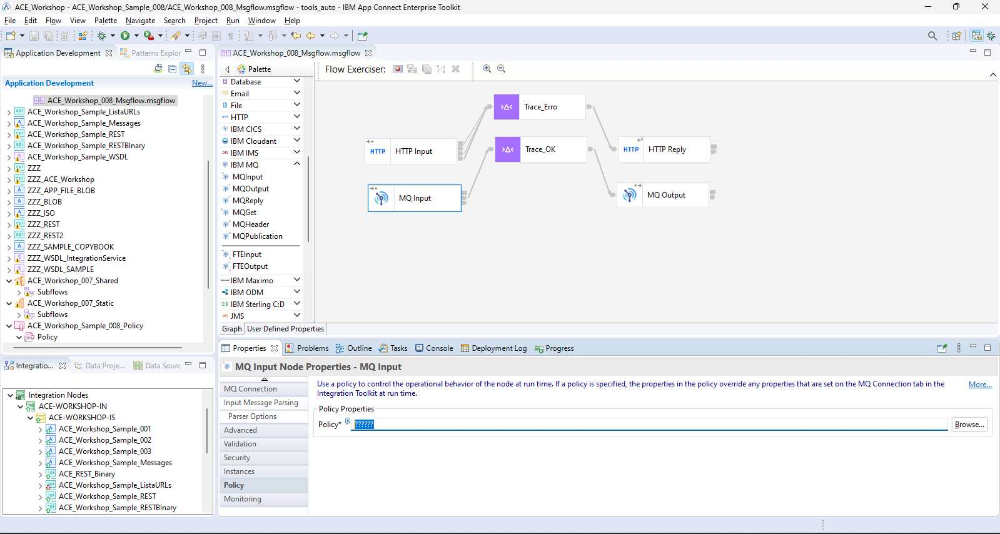 ACE_Workshop - ACE_Workshop_Sample_008/ACE_Workshop_008_Msgflow.msgflow - tools_auto - IBM App Connect Enterprise Toolkit
File Edit Flow View Palette Navigate Search Project Run Window Help
Application Development
Patterns Explor
Application Development
New...
ACE_Workshop_008_Msgflow.msgflow
ACE_Workshop_Sample_ListaURLs
ACE_Workshop_Sample_Messages
ACE_Workshop_Sample_REST
ACE_Workshop_Sample_RESTBInary
ACE_Workshop_Sample_WSDL
ZZZ
ZZZ_ACE_Workshop
ZZZ_APP_FILE_BLOB
ZZZ_BLOB
ZZZ_ISO
ZZZ_REST
ZZZ_REST2
ZZZ_SAMPLE_COPYBOOK
ZZZ_WSDL_IntegrationService
ZZZ_WSDL_SAMPLE
ACE_Workshop_007_Shared
Subflows
ACE_Workshop_007_Static
Subflows
ACE_Workshop_Sample_008_Policy
Policy
Integratio...
Data Proje...
Data Sourc
Integration Nodes
ACE-WORKSHOP-IN
ACE-WORKSHOP-IS
ACE_Workshop_Sample_001
ACE_Workshop_Sample_002
ACE_Workshop_Sample_003
ACE_Workshop_Sample_Messages
ACE_REST_Binary
ACE_Workshop_Sample_ListaURLs
ACE_Workshop_Sample_REST
ACE_Workshop_Sample_RESTBInary
ACE_Workshop_008_Msgflow.msgflow
Palette
Database
Email
File
HTTP
IBM CICS
IBM Cloudant
IBM IMS
IBM MQ
MQInput
MQOutput
MQReply
MQGet
MQHeader
MQPublication
FTEInput
FTEOutput
IBM Maximo
IBM ODM
IBM Sterling C:D
JMS
Flow Exerciser:
Trace_Erro
HTTP
HTTP Input
Trace_OK
HTTP
HTTP Reply
MQ Input
MQ Output
Graph
User Defined Properties
Properties
Problems
Outline
Tasks
Console
Deployment Log
Progress
MQ Input Node Properties - MQ Input
MQ Connection
Input Message Parsing
Parser Options
Advanced
Validation
Security
Instances
Policy
Monitoring
Use a policy to control the operational behavior of the node at run time. If a policy is specified, the properties in the policy override any properties that are set on the MQ Connection tab in the
Integration Toolkit at run time.
More...
Policy Properties
Policy*
??????
Browse...